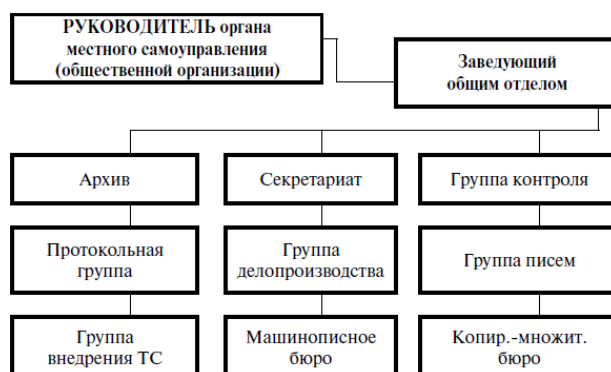 РУКОВОДИТЕЛЬ органа
местного самоуправления
(общественной организации)
Заведующий
общим отделом
Архив
Секретариат
Группа контроля
Протокольная
группа
Группа
делопроизводства
Группа писем
Группа
внедрения ТС
Машинописное
бюро
Копир.-множит.
бюро